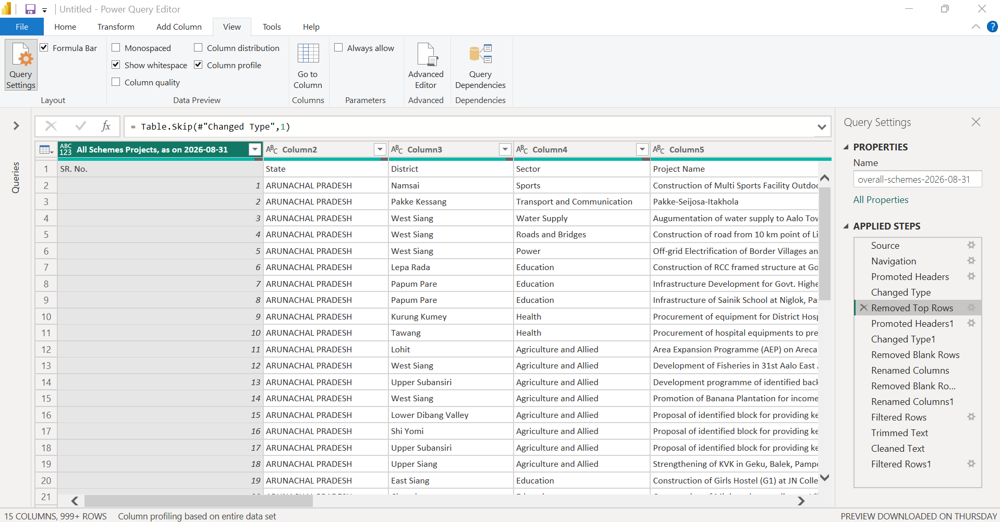 Untitled - Power Query Editor
File Home Transform Add Column View Tools Help
Query Settings
Formula Bar
Layout
Monospaced Column distribution
Show whitespace Column profile
Column quality
Data Preview
Go to Column
Columns
Always allow
Parameters
Advanced Editor
Advanced
Query Dependencies
Dependencies
Queries
fx = Table.Skip(#"Changed Type",1)
ABC 123 All Schemes Projects, as on 2026-08-31 ABC Column2 ABC Column3 ABC Column4 ABC Column5
1 SR. No. State District Sector Project Name
2 1 ARUNACHAL PRADESH Namsai Sports Construction of Multi Sports Facility Outdoo
3 2 ARUNACHAL PRADESH Pakke Kessang Transport and Communication Pakke-Seijosa-Itakhola
4 3 ARUNACHAL PRADESH West Siang Water Supply Augumentation of water supply to Aalo Tow
5 4 ARUNACHAL PRADESH West Siang Roads and Bridges Construction of road from 10 km point of Li
6 5 ARUNACHAL PRADESH West Siang Power Off-grid Electrification of Border Villages an
7 6 ARUNACHAL PRADESH Lepa Rada Education Construction of RCC framed structure at Go
8 7 ARUNACHAL PRADESH Papum Pare Education Infrastructure Development for Govt. Highe
9 8 ARUNACHAL PRADESH Papum Pare Education Infrastructure of Sainik School at Niglok, Pas
10 9 ARUNACHAL PRADESH Kurung Kumey Health Procurement of equipment for District Hosp
11 10 ARUNACHAL PRADESH Tawang Health Procurement of hospital equipments to pre
12 11 ARUNACHAL PRADESH Lohit Agriculture and Allied Area Expansion Programme (AEP) on Areca
13 12 ARUNACHAL PRADESH West Siang Agriculture and Allied Development of Fisheries in 31st Aalo East
14 13 ARUNACHAL PRADESH Upper Subansiri Agriculture and Allied Development programme of identified back
15 14 ARUNACHAL PRADESH West Siang Agriculture and Allied Promotion of Banana Plantation for income
16 15 ARUNACHAL PRADESH Lower Dibang Valley Agriculture and Allied Proposal of identified block for providing ke
17 16 ARUNACHAL PRADESH Shi Yomi Agriculture and Allied Proposal of identified block for providing ke
18 17 ARUNACHAL PRADESH Upper Subansiri Agriculture and Allied Proposal of identified block for providing ke
19 18 ARUNACHAL PRADESH Upper Siang Agriculture and Allied Strengthening of KVK in Geku, Balek, Pampo
20 19 ARUNACHAL PRADESH East Siang Education Construction of Girls Hostel (G1) at JN Colle
21
Query Settings
PROPERTIES
Name
overall-schemes-2026-08-31
All Properties
APPLIED STEPS
Source
Navigation
Promoted Headers
Changed Type
Removed Top Rows
Promoted Headers1
Changed Type1
Removed Blank Rows
Renamed Columns
Removed Blank Ro...
Renamed Columns1
Filtered Rows
Trimmed Text
Cleaned Text
Filtered Rows1
15 COLUMNS, 999+ ROWS Column profiling based on entire data set PREVIEW DOWNLOADED ON THURSDAY